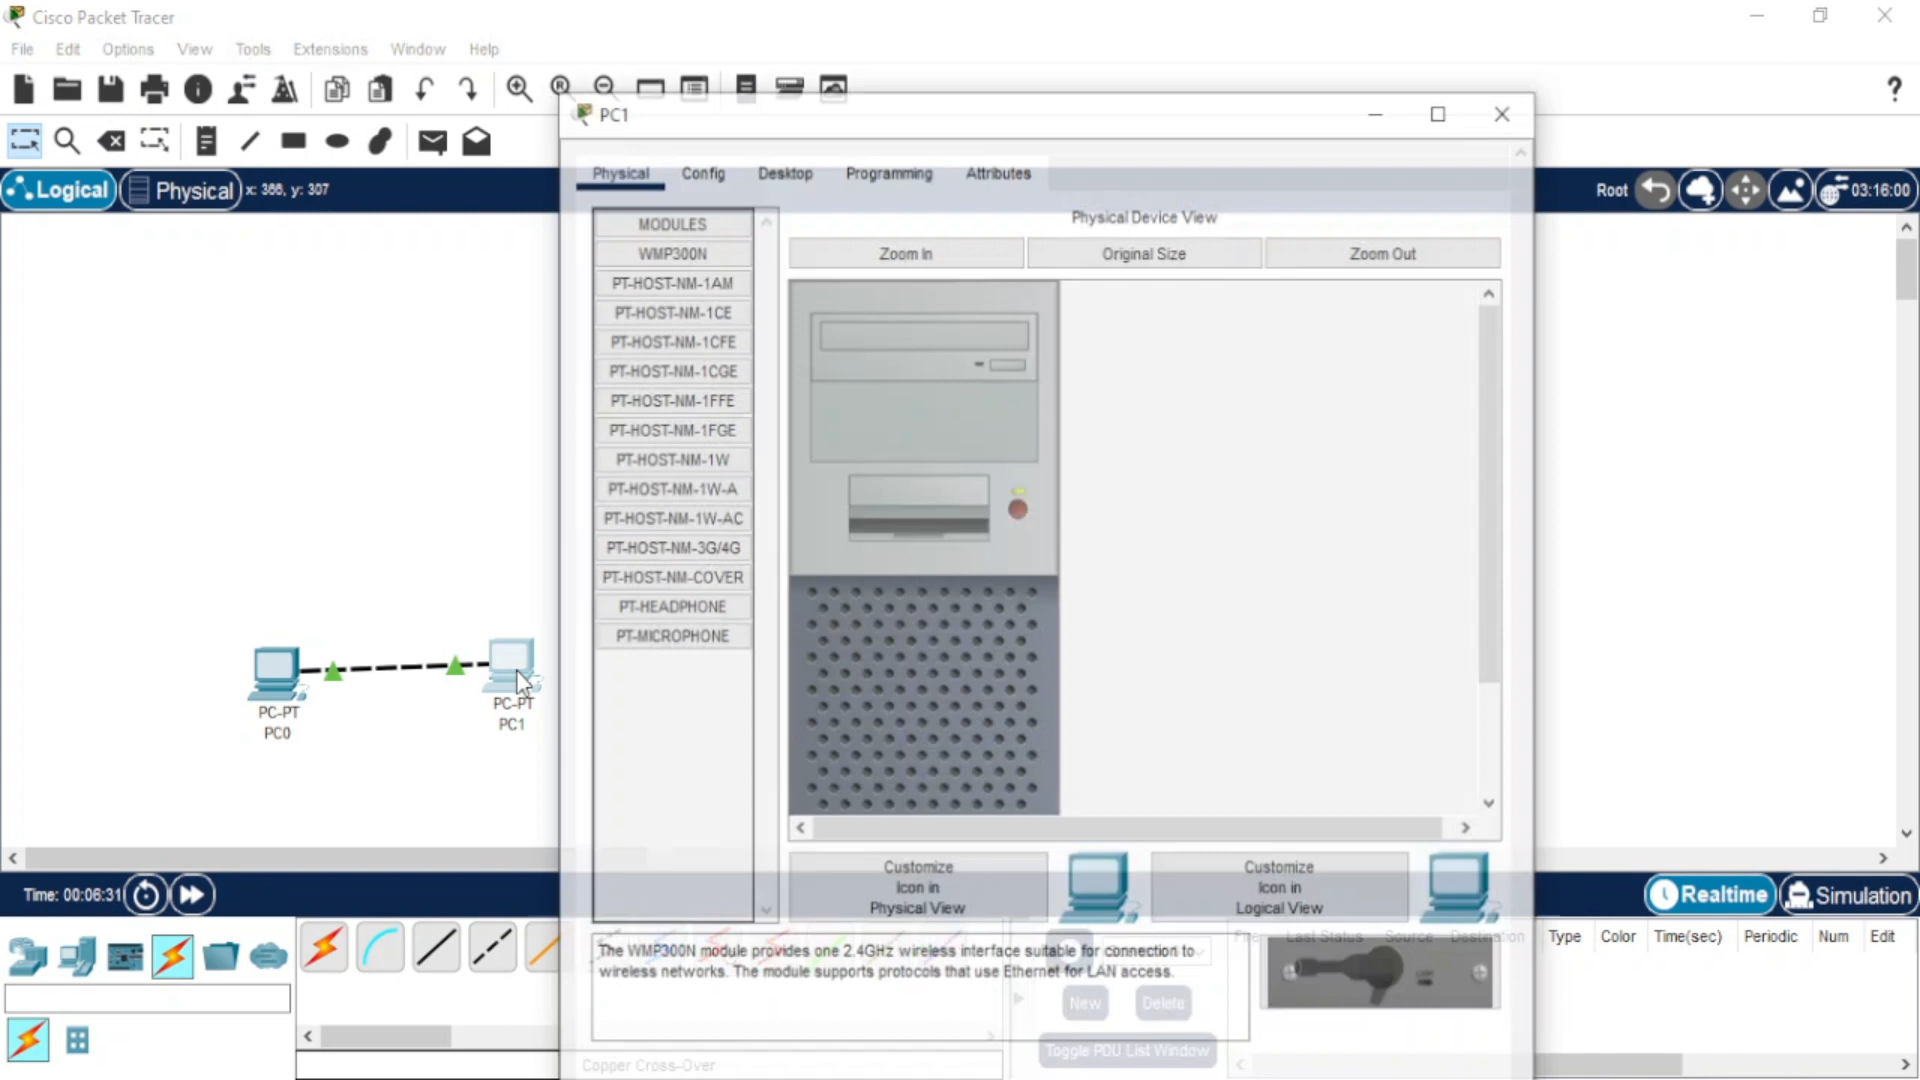 Cisco Packet Tracer
File Edit Options View Tools Extensions Window Help
?
PC1
Logical Physical x: 366, y: 307
Root 03:16:00
Physical Config Desktop Programming Attributes
MODULES
WMP300N
PT-HOST-NM-1AM
PT-HOST-NM-1CE
PT-HOST-NM-1CFE
PT-HOST-NM-1CGE
PT-HOST-NM-1FFE
PT-HOST-NM-1FGE
PT-HOST-NM-1W
PT-HOST-NM-1W-A
PT-HOST-NM-1W-AC
PT-HOST-NM-3G/4G
PT-HOST-NM-COVER
PT-HEADPHONE
PT-MICROPHONE
Physical Device View
Zoom In Original Size Zoom Out
PC-PT
PC0
PC-PT
PC1
Customize
Icon in
Physical View
Customize
Icon in
Logical View
Time: 00:06:31
Realtime Simulation
The WMP300N module provides one 2.4GHz wireless interface suitable for connection to
wireless networks. The module supports protocols that use Ethernet for LAN access.
Fire Last Status Source Destination Type Color Time(sec) Periodic Num Edit
New Delete
Toggle PDU List Window
Copper Cross-Over